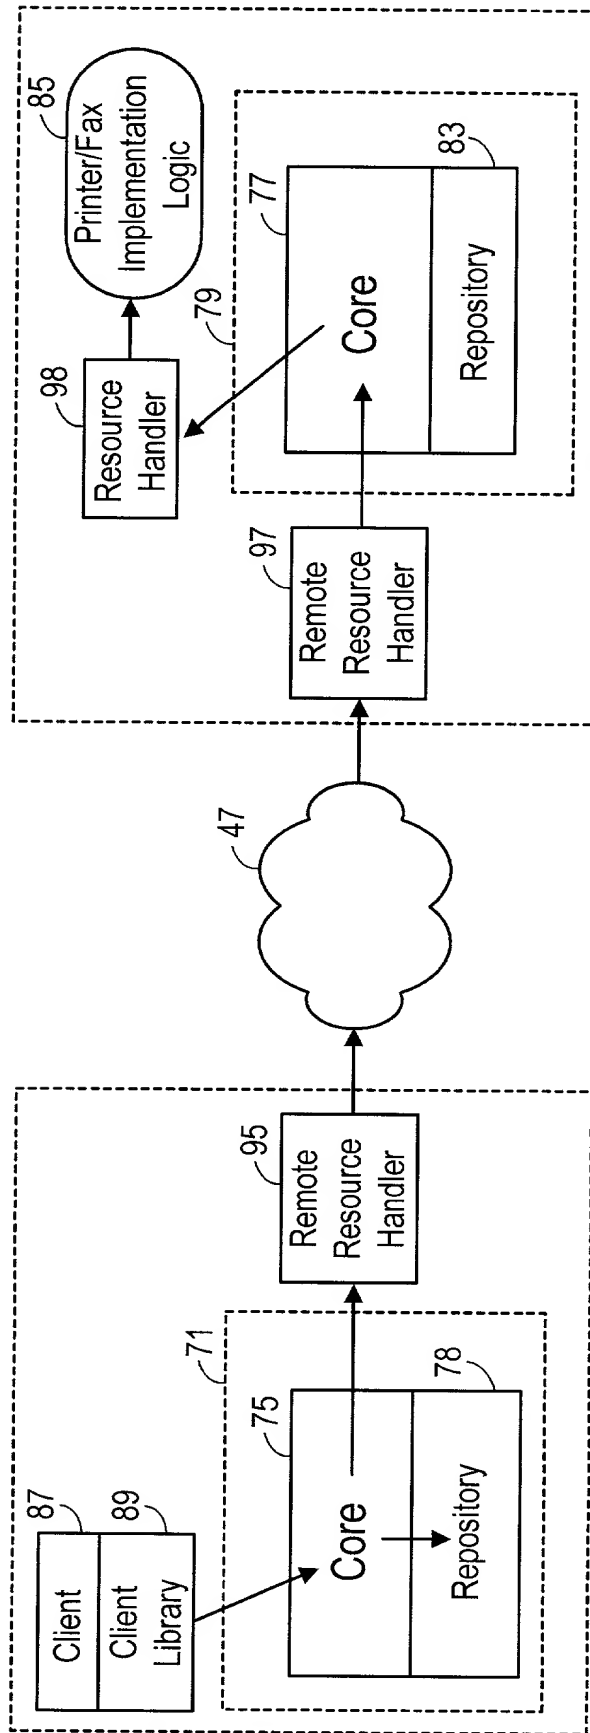 87
Client
89
Client
Library
71
75
Core
78
Repository
95
Remote
Resource
Handler
47
97
Remote
Resource
Handler
98
Resource
Handler
85
Printer/Fax
Implementation
Logic
79
77
Core
83
Repository